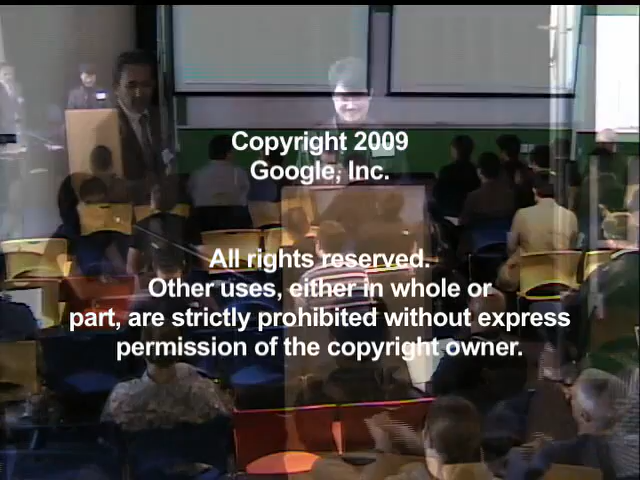 Copyright 2009
Google, Inc.
All rights reserved.
Other uses, either in whole or
part, are strictly prohibited without express
permission of the copyright owner.